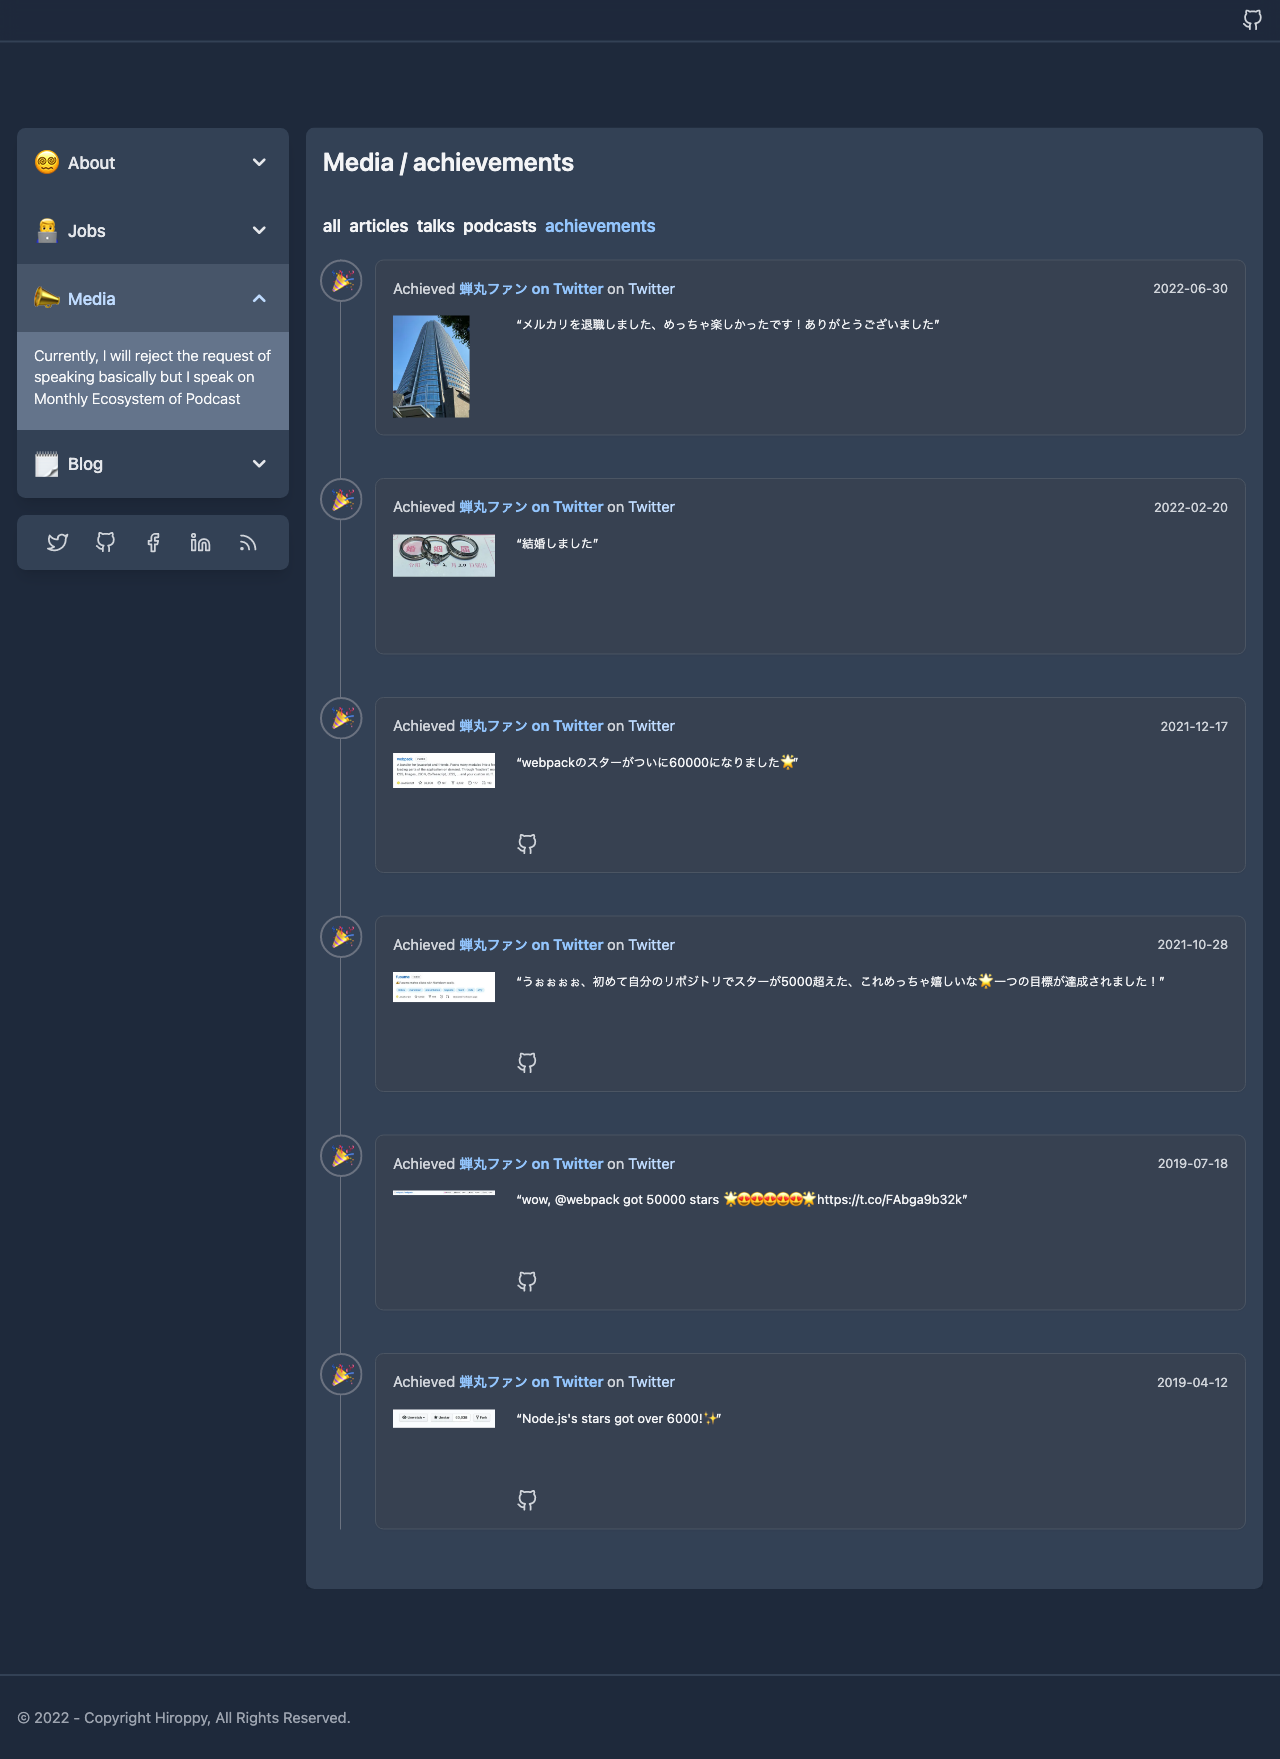 About
Jobs
Media
Currently, I will reject the request of
speaking basically but I speak on
Monthly Ecosystem of Podcast
Blog
Media / achievements
all articles talks podcasts achievements
Achieved 蝉丸ファン on Twitter on Twitter
2022-06-30
“メルカリを退職しました、めっちゃ楽しかったです！ありがとうございました”
Achieved 蝉丸ファン on Twitter on Twitter
2022-02-20
“結婚しました”
Achieved 蝉丸ファン on Twitter on Twitter
2021-12-17
webpack
“webpackのスターがついに60000になりました🌟”
Achieved 蝉丸ファン on Twitter on Twitter
2021-10-28
“うぉぉぉぉ、初めて自分のリポジトリでスターが5000超えた、これめっちゃ嬉しいな🌟一つの目標が達成されました！”
Achieved 蝉丸ファン on Twitter on Twitter
2019-07-18
“wow, @webpack got 50000 stars 🌟😍😍😍😍😍🌟https://t.co/FAbga9b32k”
Achieved 蝉丸ファン on Twitter on Twitter
2019-04-12
“Node.js's stars got over 6000!✨”
© 2022 - Copyright Hiroppy, All Rights Reserved.